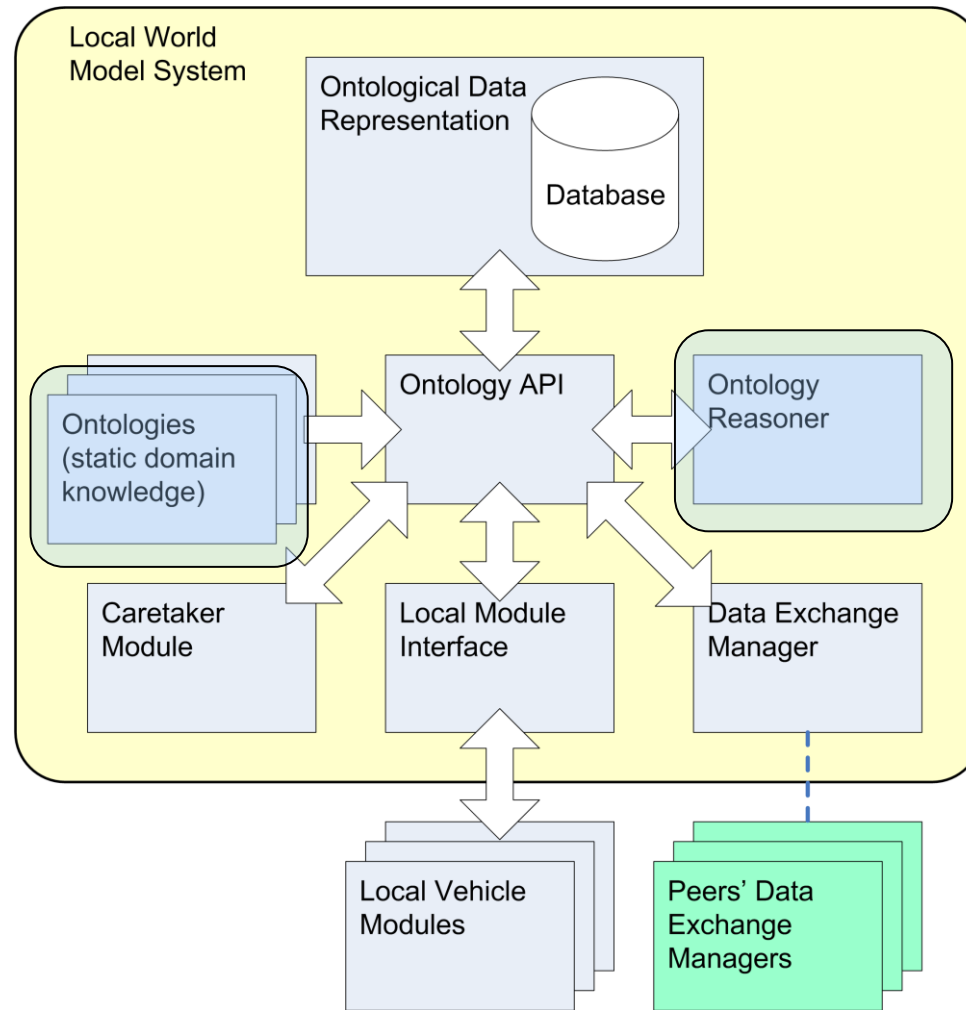 Local World
Model System
Ontological Data
Representation
Database
Ontologies
(static domain
knowledge)
Ontology API
Ontology
Reasoner
Caretaker
Module
Local Module
Interface
Data Exchange
Manager
Local Vehicle
Modules
Peers’ Data
Exchange
Managers